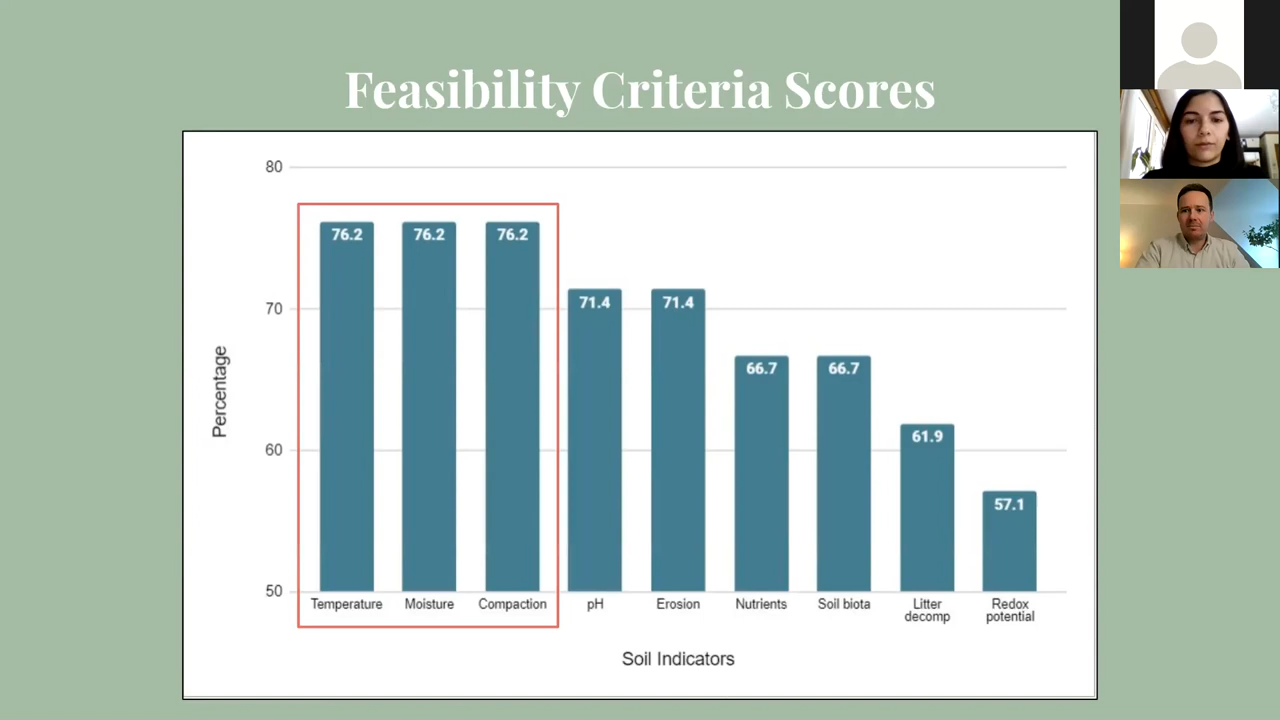 Feasibility Criteria Scores
80
76.2 76.2 76.2
71.4 71.4
70
66.7 66.7
Percentage
61.9
60
57.1
50
Temperature Moisture Compaction pH Erosion Nutrients Soil biota Litter decomp Redox potential
Soil Indicators